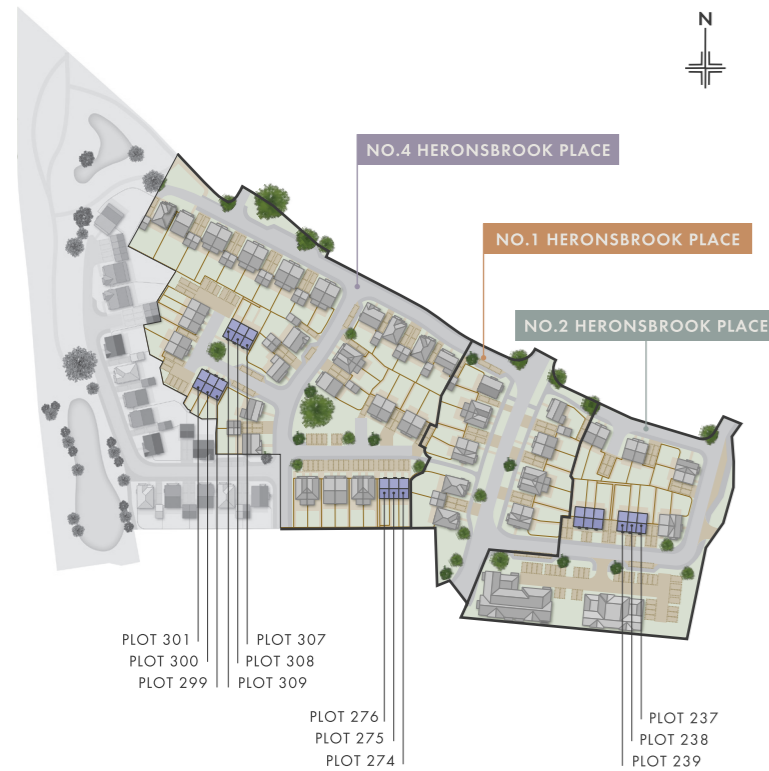 N
NO.4 HERONSBROOK PLACE
NO.1 HERONSBROOK PLACE
NO.2 HERONSBROOK PLACE
PLOT 301
PLOT 300
PLOT 299
PLOT 307
PLOT 308
PLOT 309
PLOT 276
PLOT 275
PLOT 274
PLOT 237
PLOT 238
PLOT 239